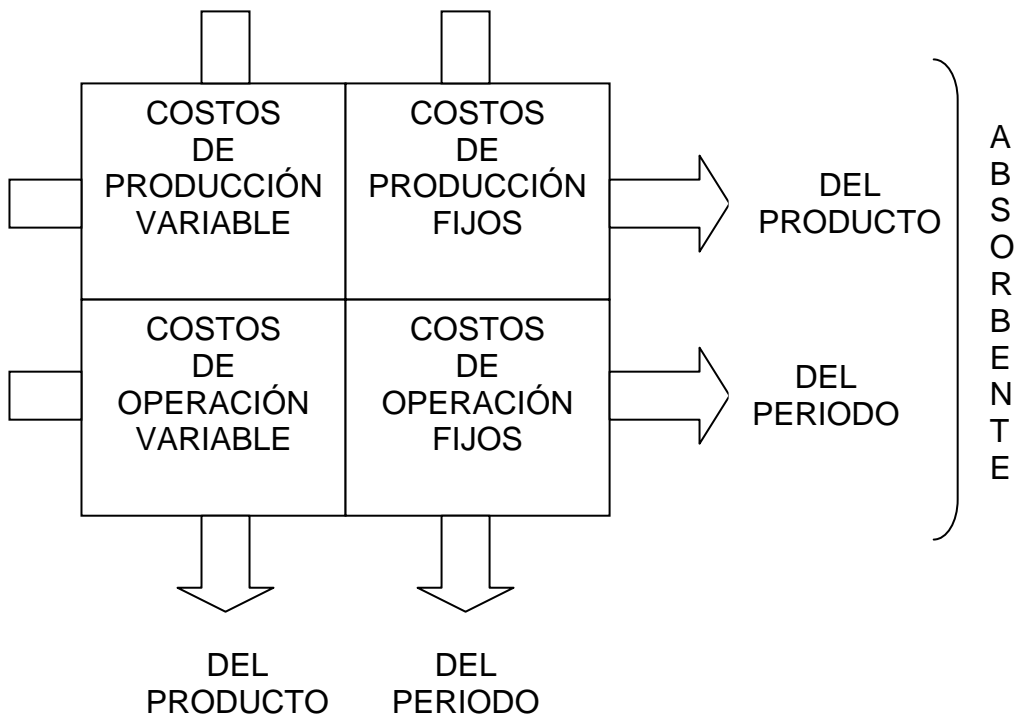 COSTOS
DE
PRODUCCIÓN
VARIABLE
COSTOS
DE
PRODUCCIÓN
FIJOS
DEL
PRODUCTO
COSTOS
DE
OPERACIÓN
VARIABLE
COSTOS
DE
OPERACIÓN
FIJOS
DEL
PERIODO
A
B
S
O
R
B
E
N
T
E
DEL
PRODUCTO
DEL
PERIODO